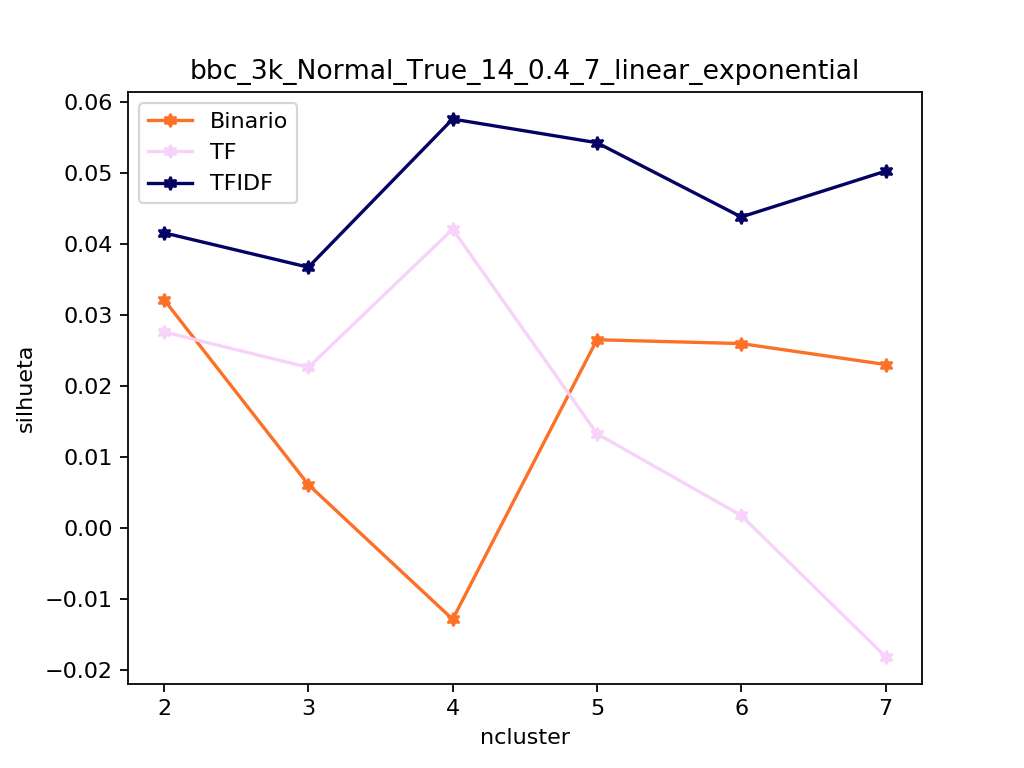 bbc_3k_Normal_True_14_0.4_7_linear_exponential
0.06
0.05
0.04
0.03
0.02
0.01
0.00
−0.01
−0.02
silhueta
Binario
TF
TFIDF
2 3 4 5 6 7
ncluster